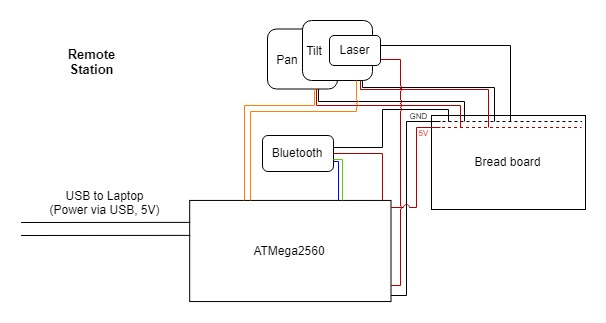 Remote
Station
Pan
Tilt
Laser
GND
5V
Bread board
Bluetooth
USB to Laptop
(Power via USB, 5V)
ATMega2560